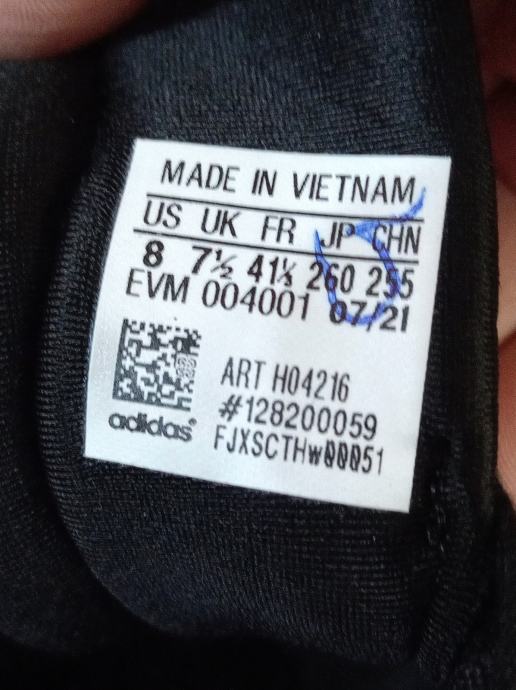 MADE IN VIETNAM
US UK FR JP CHN
8 7½ 41⅓ 260 255
EVM 004001 07/21
ART H04216
#128200059
adidas®